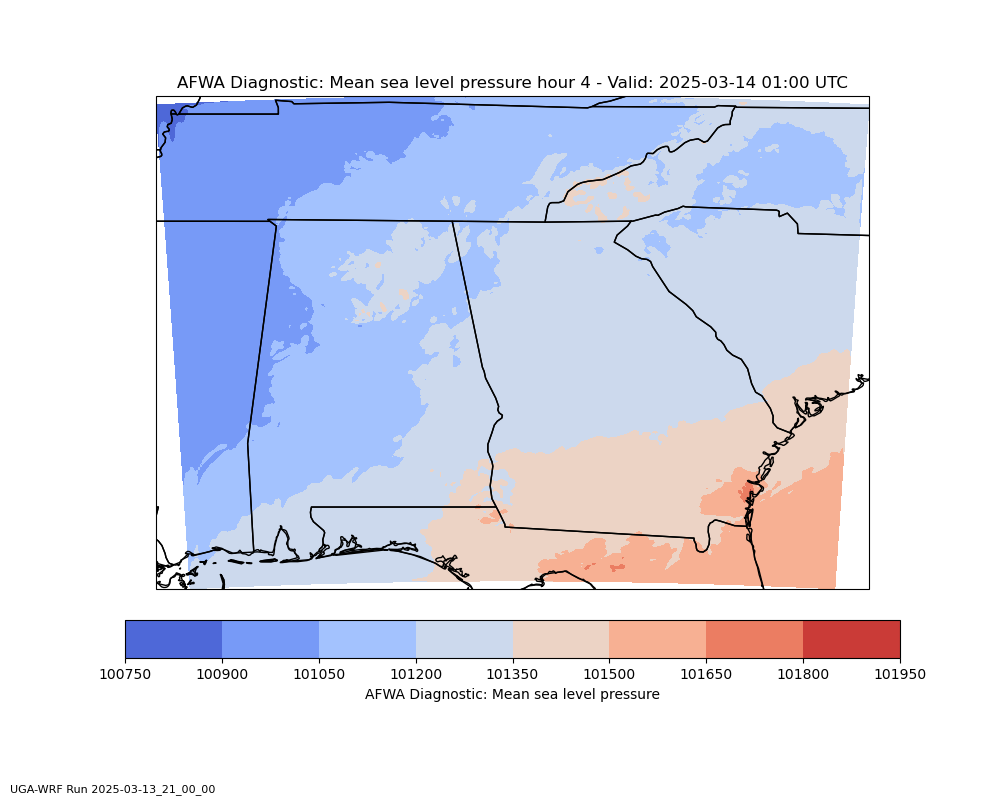 AFWA Diagnostic: Mean sea level pressure hour 4 - Valid: 2025-03-14 01:00 UTC
100750 100900 101050 101200 101350 101500 101650 101800 101950
AFWA Diagnostic: Mean sea level pressure
UGA-WRF Run 2025-03-13_21_00_00